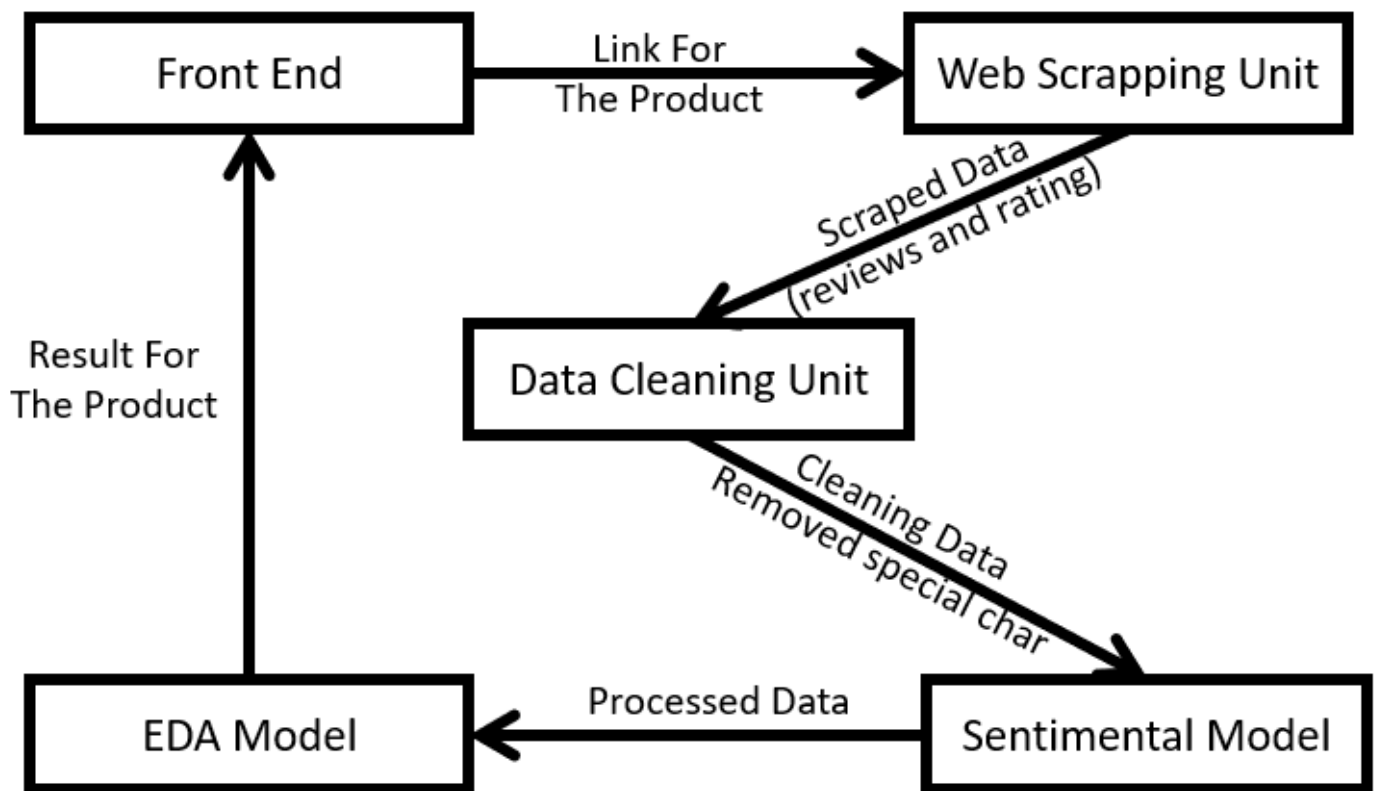 Front End
Link For
The Product
Web Scrapping Unit
Scraped Data
(reviews and rating)
Data Cleaning Unit
Result For
The Product
Cleaning Data
Removed special char
EDA Model
Processed Data
Sentimental Model